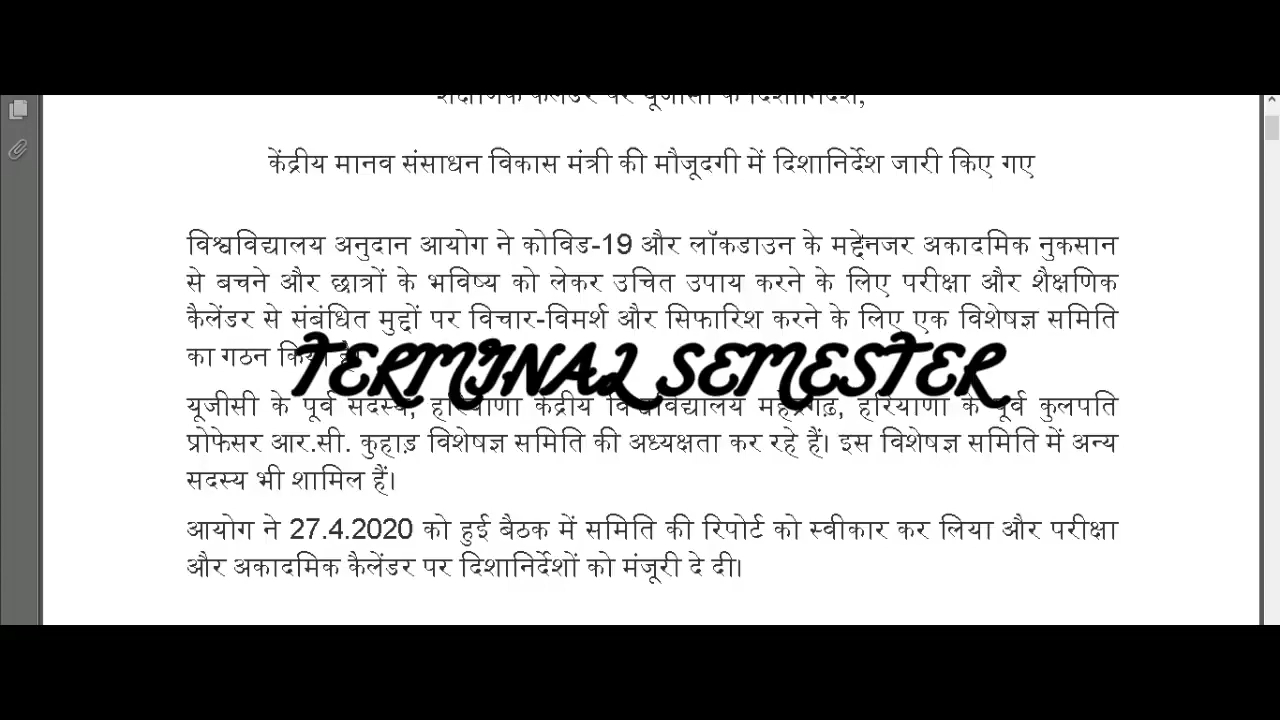 शैक्षणिक कैलेंडर पर यूजीसी के दिशानिर्देश,
केंद्रीय मानव संसाधन विकास मंत्री की मौजूदगी में दिशानिर्देश जारी किए गए
विश्वविद्यालय अनुदान आयोग ने कोविड-19 और लॉकडाउन के मद्देनजर अकादमिक नुकसान
से बचने और छात्रों के भविष्य को लेकर उचित उपाय करने के लिए परीक्षा और शैक्षणिक
कैलेंडर से संबंधित मुद्दों पर विचार-विमर्श और सिफारिश करने के लिए एक विशेषज्ञ समिति
का गठन किया है।
TERMINAL SEMESTER
यूजीसी के पूर्व सदस्य, हरियाणा केंद्रीय विश्वविद्यालय महेंद्रगढ़, हरियाणा के पूर्व कुलपति
प्रोफेसर आर.सी. कुहाड़ विशेषज्ञ समिति की अध्यक्षता कर रहे हैं। इस विशेषज्ञ समिति में अन्य
सदस्य भी शामिल हैं।
आयोग ने 27.4.2020 को हुई बैठक में समिति की रिपोर्ट को स्वीकार कर लिया और परीक्षा
और अकादमिक कैलेंडर पर दिशानिर्देशों को मंजूरी दे दी।